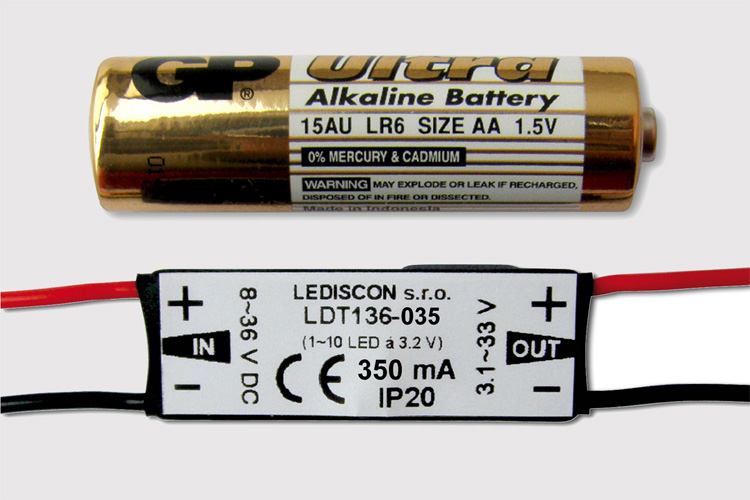 GP®
Ultra
Alkaline Battery
15AU LR6 SIZE AA 1.5V
0% MERCURY & CADMIUM
WARNING MAY EXPLODE OR LEAK IF RECHARGED,
DISPOSED OF IN FIRE OR DISSECTED.
Made in Indonesia
+
IN
−
8~36 V DC
LEDISCON s.r.o.
LDT136-035
(1~10 LED á 3.2 V)
CE 350 mA
IP20
3.1~33 V
+
OUT
−